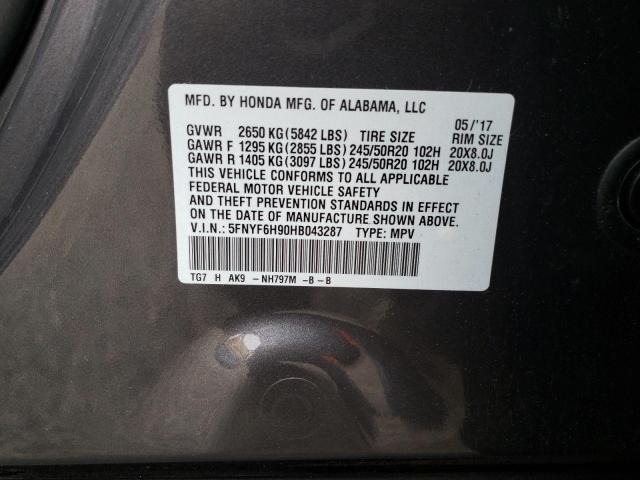 MFD. BY HONDA MFG. OF ALABAMA, LLC
05/'17
GVWR 2650 KG(5842 LBS) TIRE SIZE RIM SIZE
GAWR F 1295 KG(2855 LBS)245/50R20 102H 20X8.0J
GAWR R 1405 KG(3097 LBS)245/50R20 102H 20X8.0J
THIS VEHICLE CONFORMS TO ALL APPLICABLE
FEDERAL MOTOR VEHICLE SAFETY
AND THEFT PREVENTION STANDARDS IN EFFECT
ON THE DATE OF MANUFACTURE SHOWN ABOVE.
V.I.N.: 5FNYF6H90HB043287 TYPE: MPV
TG7 H AK9 -NH797M -B-B